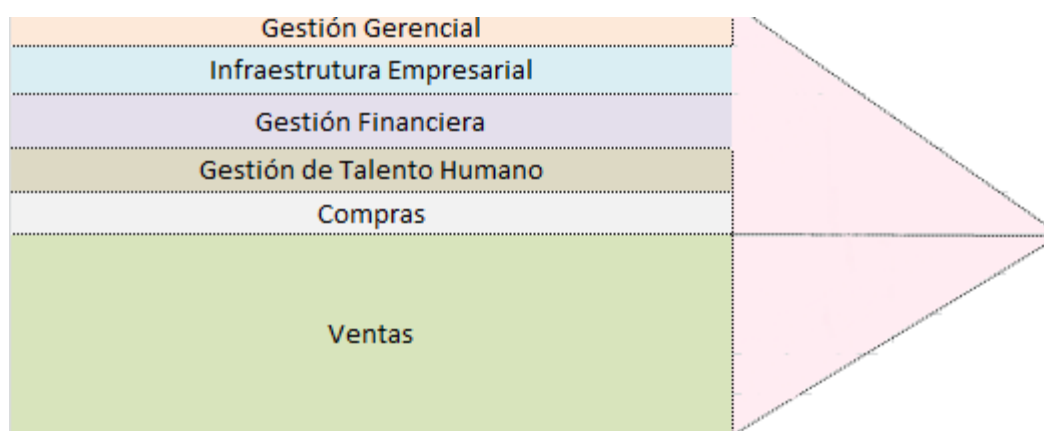 Gestión Gerencial
Infraestrutura Empresarial
Gestión Financiera
Gestión de Talento Humano
Compras
Ventas